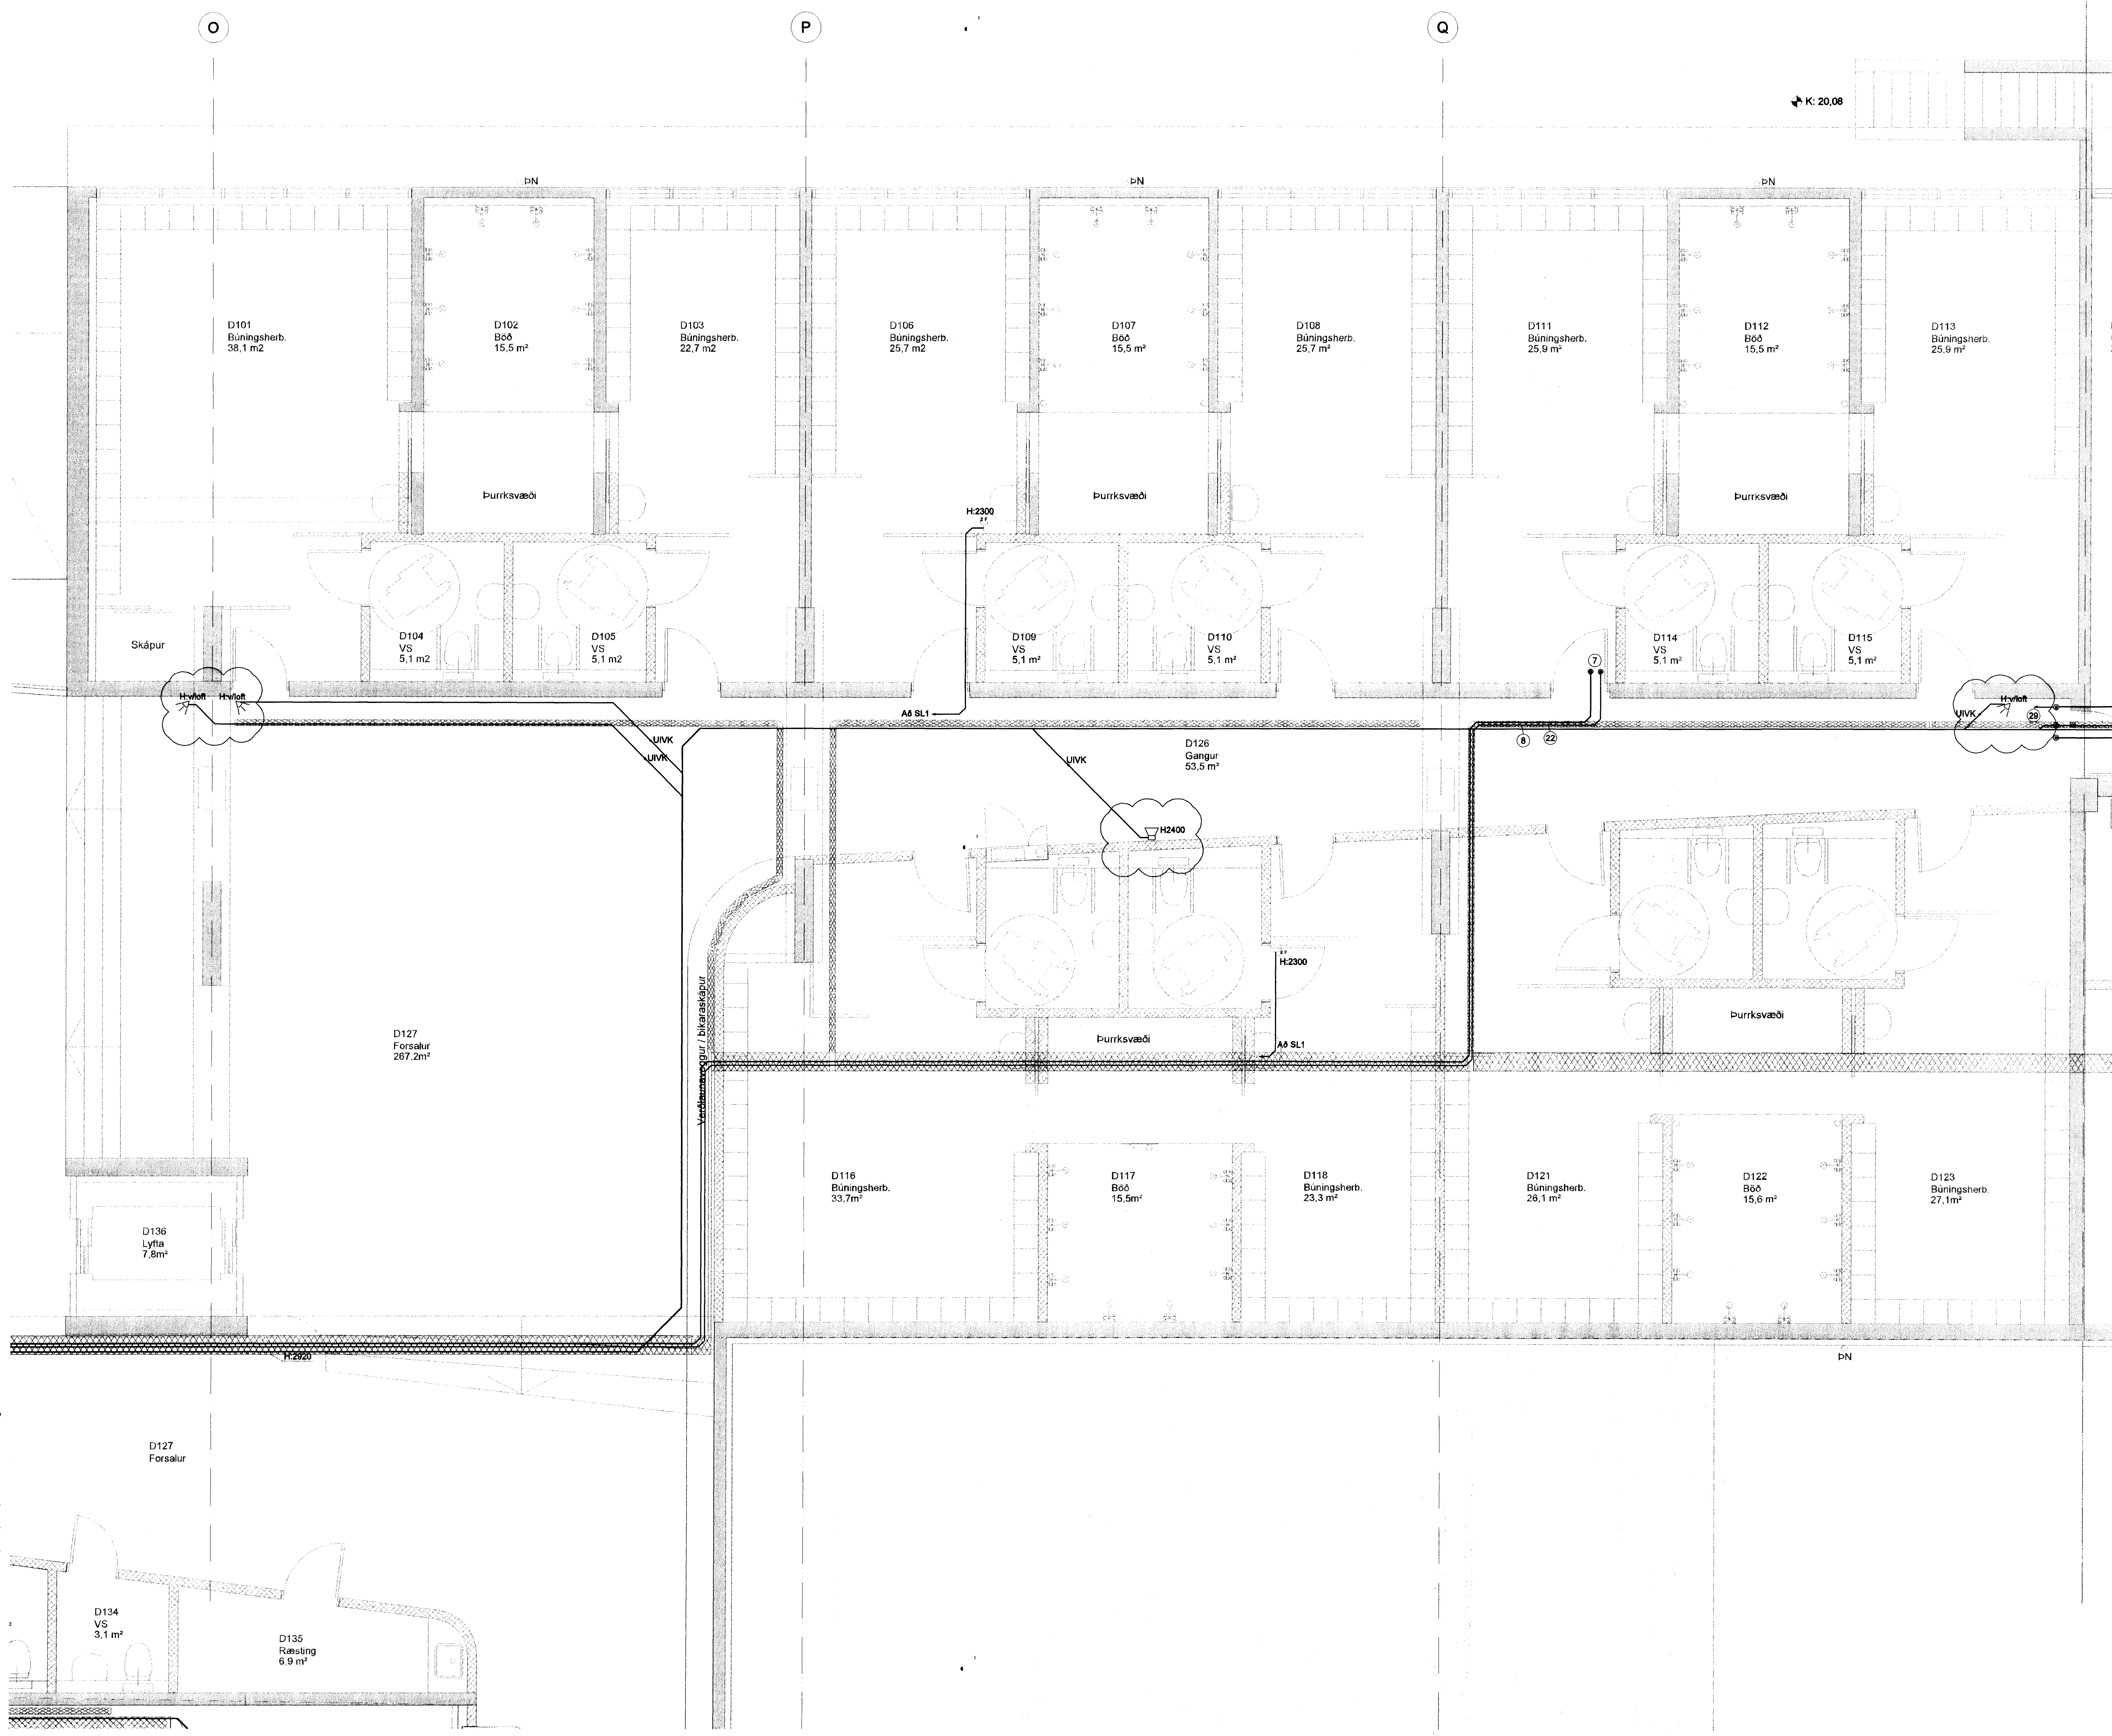 O
P
Q
K: 20,08
ÞN
ÞN
ÞN
D101
Búningsherb.
38,1 m2
D102
Böð
15,5 m²
D103
Búningsherb.
22,7 m2
D106
Búningsherb.
25,7 m2
D107
Böð
15,5 m²
D108
Búningsherb.
25,7 m²
D111
Búningsherb.
25,9 m²
D112
Böð
15,5 m²
D113
Búningsherb.
25,9 m²
Þurrksvæði
Þurrksvæði
Þurrksvæði
H:2300
2 F
Skápur
D104
VS
5,1 m2
D105
VS
5,1 m2
D109
VS
5,1 m²
D110
VS
5,1 m²
D114
VS
5,1 m²
D115
VS
5,1 m²
7
H:v/loft
H:v/loft
H:v/loft
Að SL1
UIVK
29
UIVK
UIVK
UIVK
D126
Gangur
53,5 m²
8
22
H2400
2 F
H:2300
Verðlaunaveggur / bikaraskápur
D127
Forsalur
267,2m²
Þurrksvæði
Að SL1
Þurrksvæði
D116
Búningsherb.
33,7m²
D117
Böð
15,5m²
D118
Búningsherb.
23,3 m²
D121
Búningsherb.
26,1 m²
D122
Böð
15,6 m²
D123
Búningsherb.
27,1m²
D136
Lyfta
7,8m²
H:2920
ÞN
D127
Forsalur
D134
VS
3,1 m²
D135
Ræsting
6,9 m²